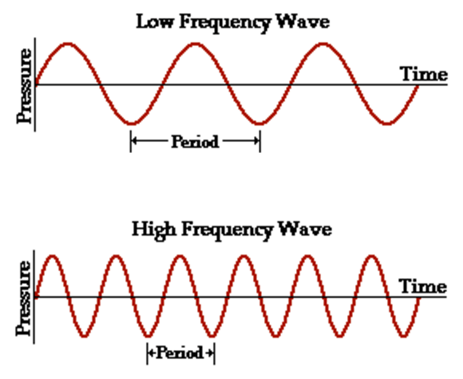 Low Frequency Wave
Pressure
Time
Period
High Frequency Wave
Pressure
Time
Period